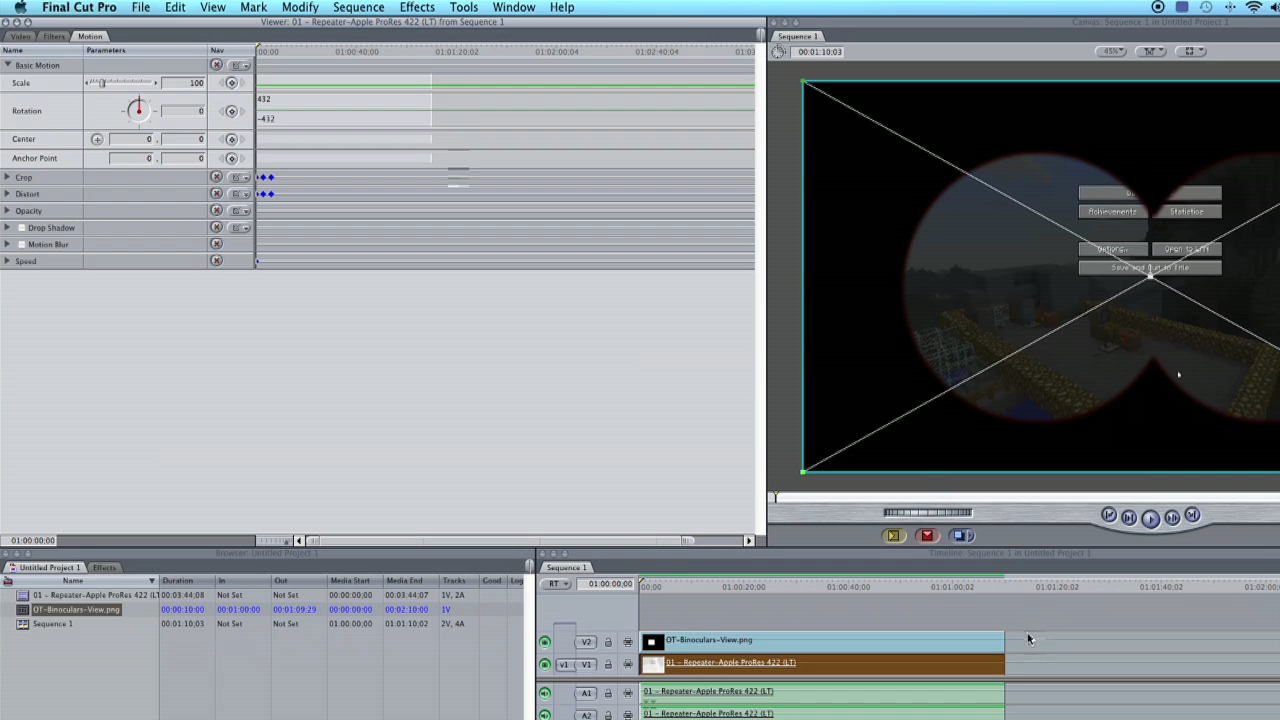 Final Cut Pro File Edit View Mark Modify Sequence Effects Tools Window Help
Viewer: 01 - Repeater-Apple ProRes 422 (LT) from Sequence 1
Canvas: Sequence 1 in Untitled Project 1
Video Filters Motion
Sequence 1
Name Parameters Nav 00:00 01:00:40:00 01:01:20:02 01:02:00:04 01:02:40:04 01:03
00:01:10:03 45%
Basic Motion
Scale 100
Rotation 0 432
-432
Center 0 , 0
Anchor Point 0 , 0
Crop
Distort
Opacity
Drop Shadow
Motion Blur
Speed
Achievements Statistics
Options... Open to LAN
Save and Quit to Title
01:00:00:00
Browser: Untitled Project 1
Timeline: Sequence 1 in Untitled Project 1
Untitled Project 1 Effects
Sequence 1
Name Duration In Out Media Start Media End Tracks Cond Log
RT 01:00:00;00 00;00 01:00:20;00 01:00:40;00 01:01:00;02 01:01:20;02 01:01:40;02 01:02:00
01 - Repeater-Apple ProRes 422 (LT) 00:03:44;08 Not Set Not Set 00:00:00;00 00:03:44;07 1V, 2A
OT-Binoculars-View.png 00:00:10:00 00:01:00:00 00:01:09:29 00:00:00:00 00:02:10:00 1V
Sequence 1 00:01:10;03 Not Set Not Set 01:00:00;00 01:01:10;02 2V, 4A
V2 OT-Binoculars-View.png
v1 V1 01 - Repeater-Apple ProRes 422 (LT)
A1 01 - Repeater-Apple ProRes 422 (LT)
A2 01 - Repeater-Apple ProRes 422 (LT)